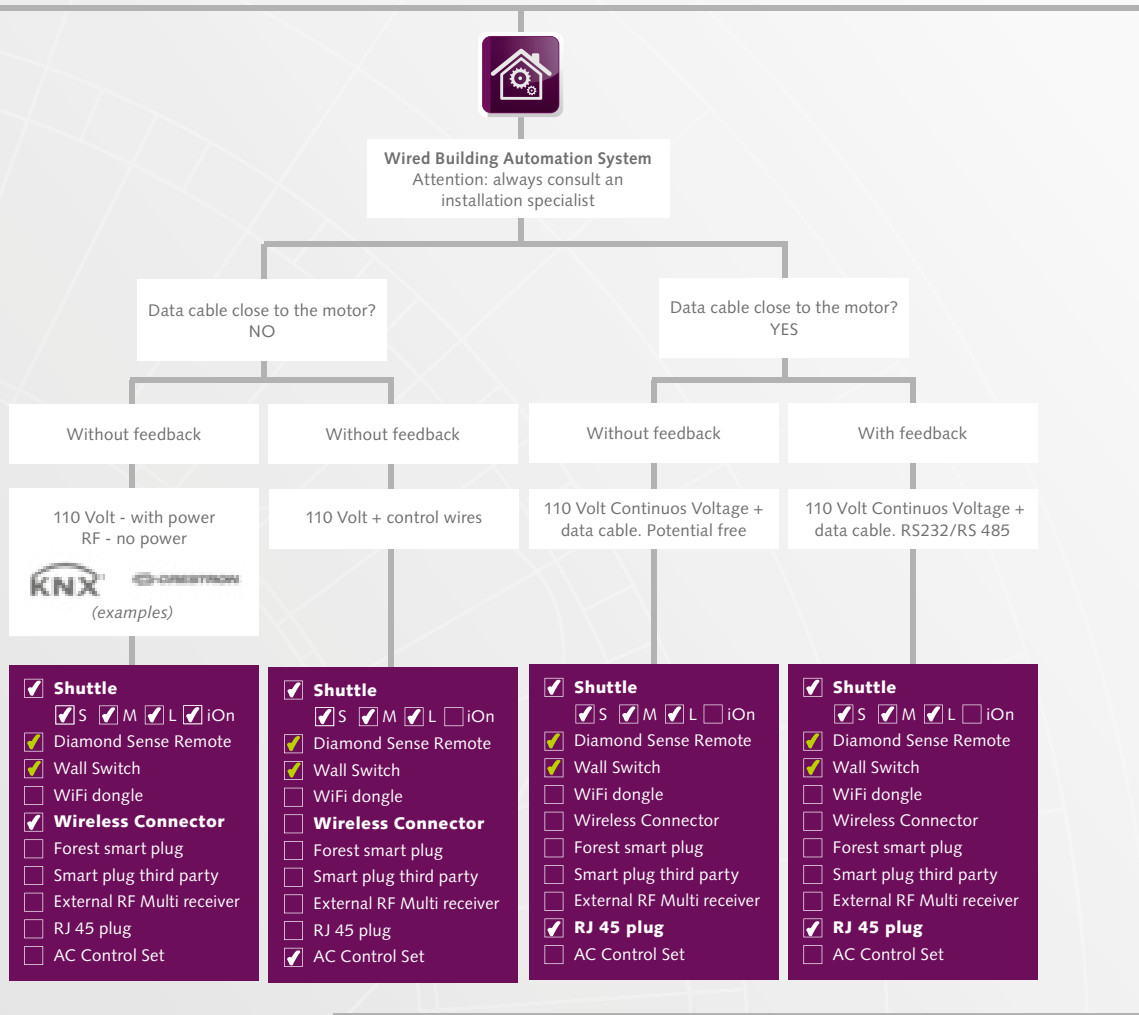 Wired Building Automation System
Attention: always consult an
installation specialist
Data cable close to the motor?
NO
Data cable close to the motor?
YES
Without feedback
Without feedback
Without feedback
With feedback
110 Volt - with power
RF - no power
KNX CRESTRON
(examples)
110 Volt + control wires
110 Volt Continuos Voltage +
data cable. Potential free
110 Volt Continuos Voltage +
data cable. RS232/RS 485
Shuttle
S M L iOn
Diamond Sense Remote
Wall Switch
WiFi dongle
Wireless Connector
Forest smart plug
Smart plug third party
External RF Multi receiver
RJ 45 plug
AC Control Set
Shuttle
S M L iOn
Diamond Sense Remote
Wall Switch
WiFi dongle
Wireless Connector
Forest smart plug
Smart plug third party
External RF Multi receiver
RJ 45 plug
AC Control Set
Shuttle
S M L iOn
Diamond Sense Remote
Wall Switch
WiFi dongle
Wireless Connector
Forest smart plug
Smart plug third party
External RF Multi receiver
RJ 45 plug
AC Control Set
Shuttle
S M L iOn
Diamond Sense Remote
Wall Switch
WiFi dongle
Wireless Connector
Forest smart plug
Smart plug third party
External RF Multi receiver
RJ 45 plug
AC Control Set